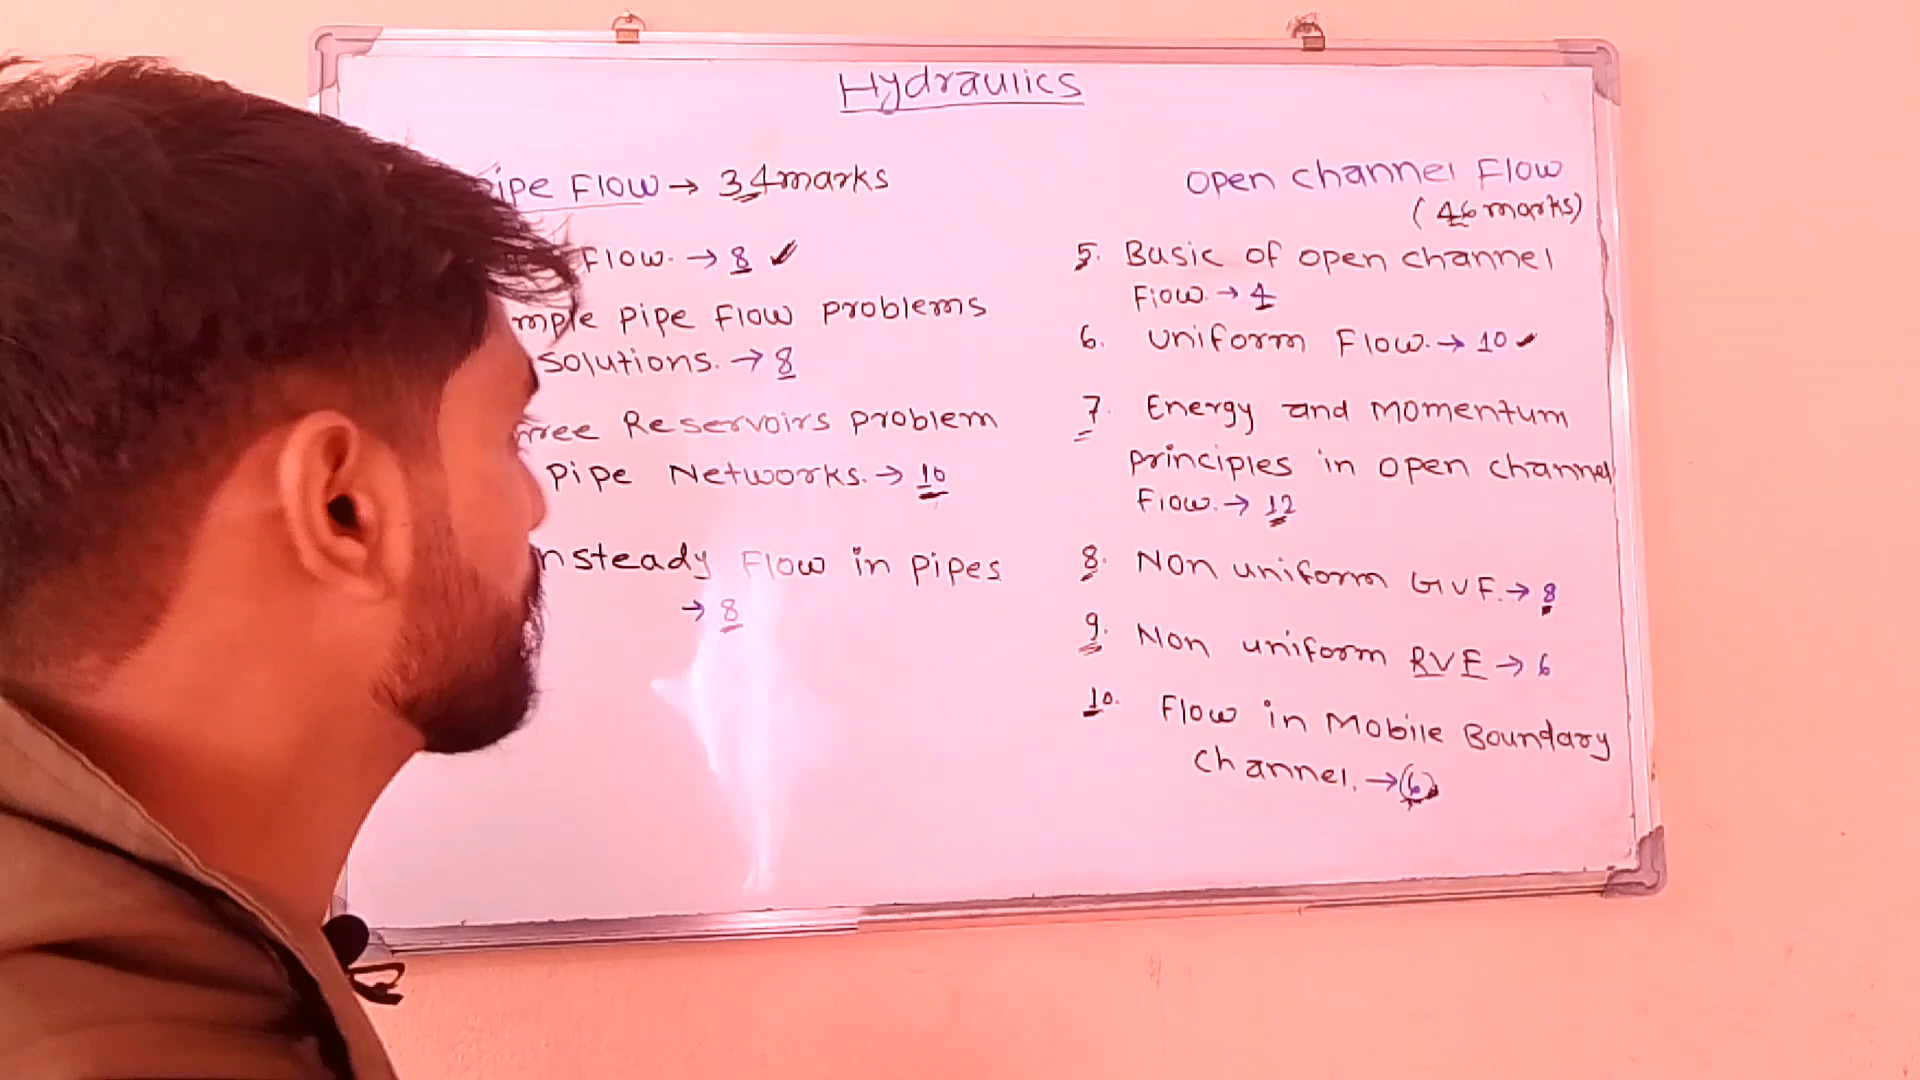 Hydraulics
ipe Flow → 34 marks
Flow. → 8 ✓
mple pipe Flow problems
solutions. → 8
ree Reservoirs problem
pipe Networks. → 10
nsteady Flow in pipes
→ 8
open channel Flow
(46 marks)
5. Basic of open channel
Flow. → 4
6. uniform Flow. → 10
7. Energy and Momentum
principles in open channel
Flow. → 12
8. Non uniform GVF. → 8
9. Non uniform RVF → 6
10. Flow in Mobile Boundary
channel. → 6